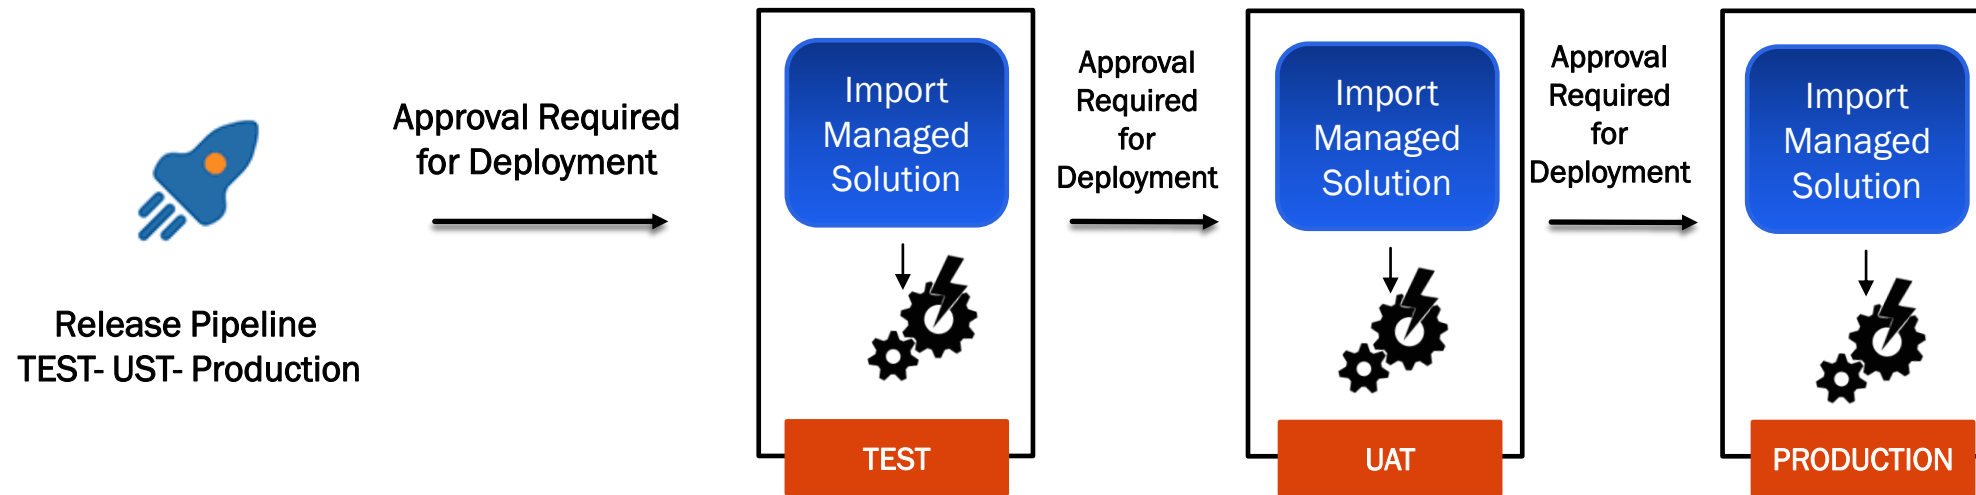 Release Pipeline
TEST- UST- Production
Approval Required
for Deployment
Import
Managed
Solution
TEST
Approval
Required
for
Deployment
Import
Managed
Solution
UAT
Approval
Required
for
Deployment
Import
Managed
Solution
PRODUCTION